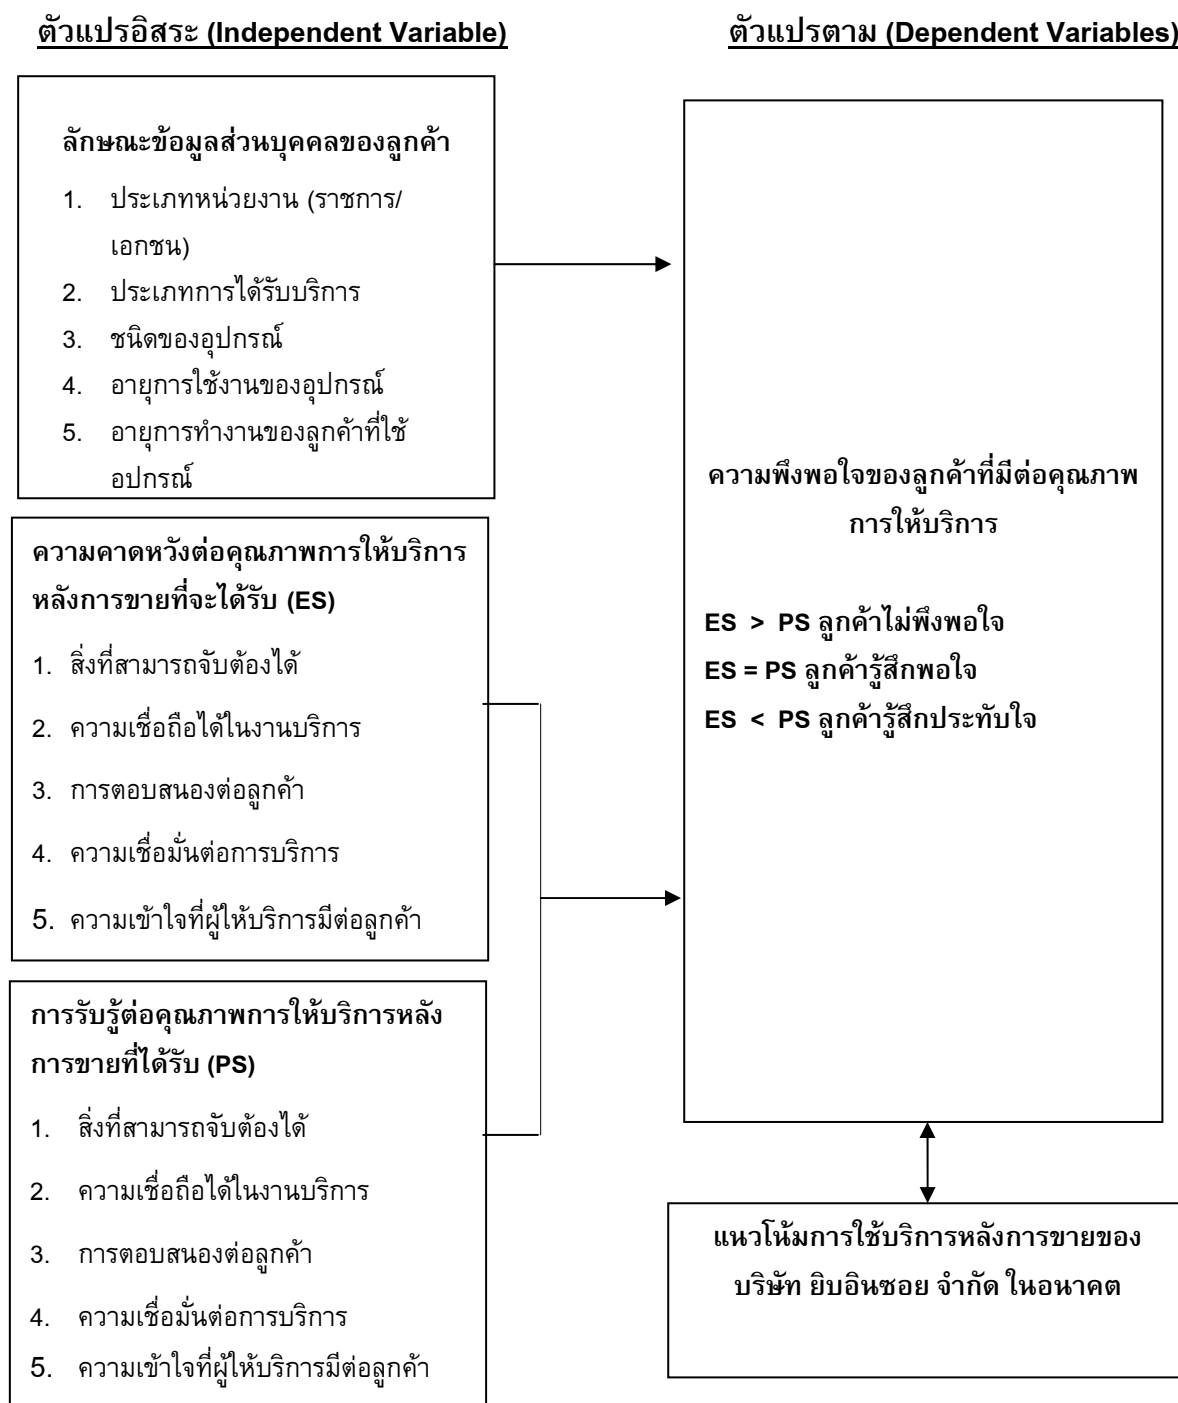 ตัวแปรอิสระ (Independent Variable)
ตัวแปรตาม (Dependent Variables)
ลักษณะข้อมูลส่วนบุคคลของลูกค้า
1. ประเภทหน่วยงาน (ราชการ/
เอกชน)
2. ประเภทการได้รับบริการ
3. ชนิดของอุปกรณ์
4. อายุการใช้งานของอุปกรณ์
5. อายุการทำงานของลูกค้าที่ใช้
อปกรณ์
ความคาดหวังต่อคุณภาพการให้บริการ
หลังการขายที่จะได้รับ (ES)
1. สิ่งที่สามารถจับต้องได้
2. ความเชื่อถือได้ในงานบริการ
3. การตอบสนองต่อลูกค้า
4. ความเชื่อมั่นต่อการบริการ
5. ความเข้าใจที่ผู้ให้บริการมีต่อลูกค้า
การรับรู้ต่อคุณภาพการให้บริการหลัง
การขายที่ได้รับ (PS)
1. สิ่งที่สามารถจับต้องได้
2. ความเชื่อถือได้ในงานบริการ
3. การตอบสนองต่อลูกค้า
4. ความเชื่อมั่นต่อการบริการ
5. ความเข้าใจที่ผู้ให้บริการมีต่อลูกค้า
ความพึงพอใจของลูกค้าที่มีต่อคุณภาพ
การให้บริการ
ES > PS ลูกค้าไม่พึงพอใจ
ES = PS ลูกค้ารู้สึกพอใจ
ES < PS ลูกค้ารู้สึกประทับใจ
แนวโน้มการใช้บริการหลังการขายของ
บริษัท ยิบอินซอย จำกัด ในอนาคต